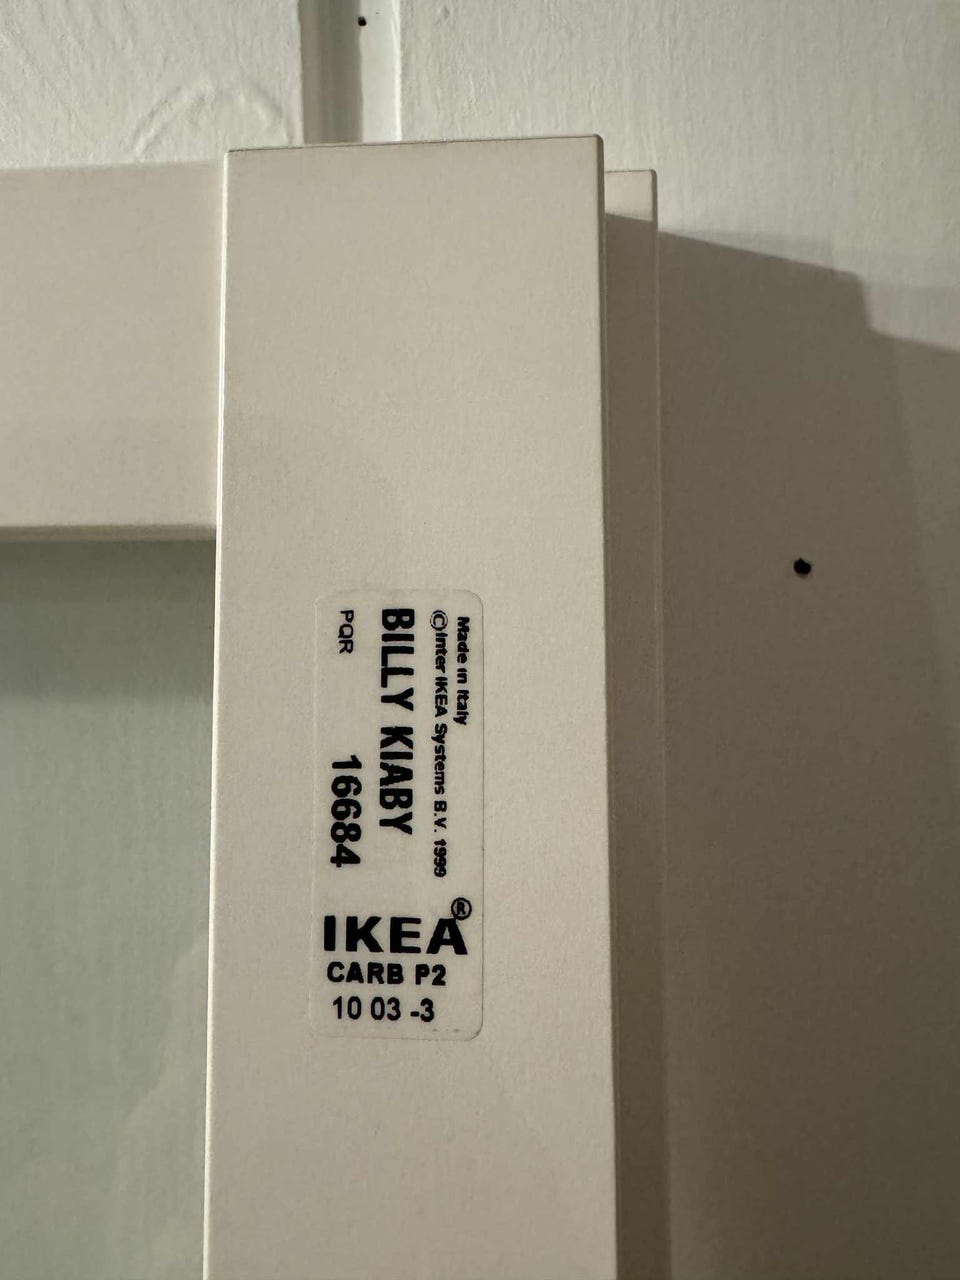 Made in Italy
©Inter IKEA Systems B.V. 1999
BILLY KIABY
PQR 16684
IKEA®
CARB P2
10 03 -3